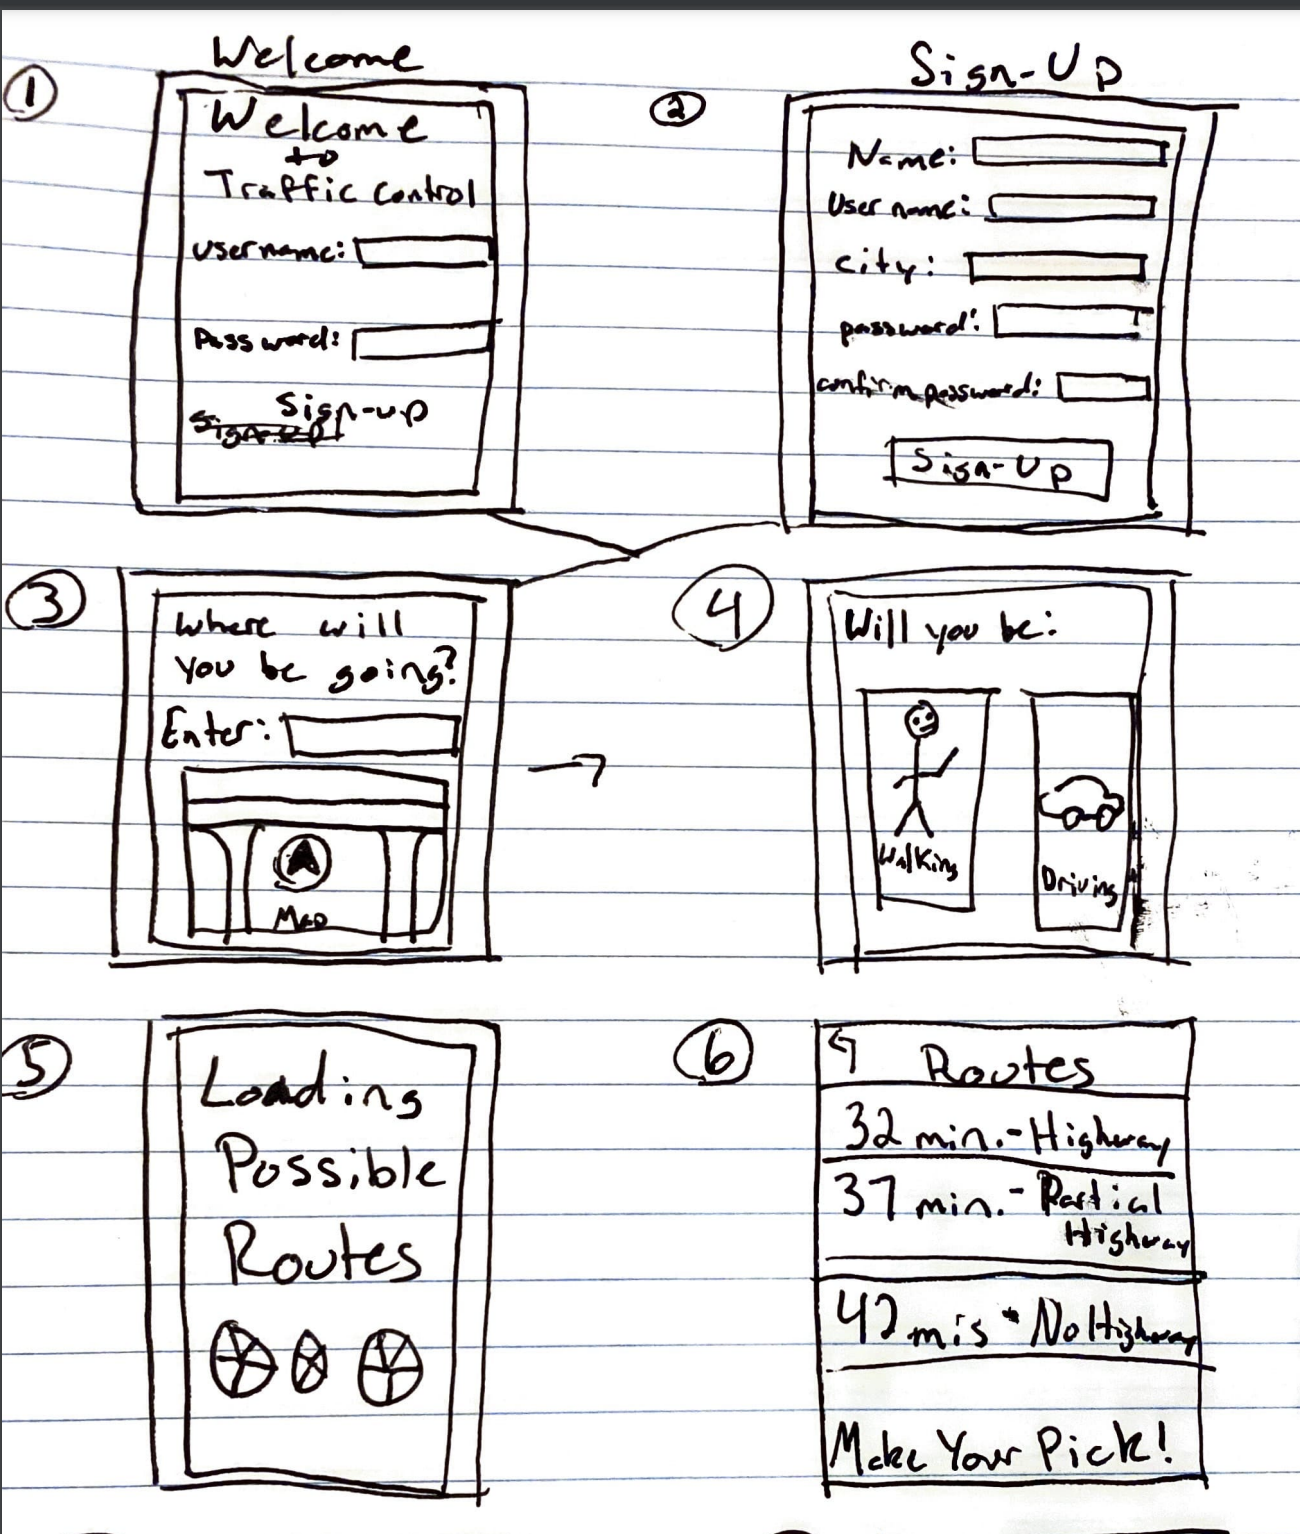 Welcome
1
Welcome
to
Traffic Control
username:
Password:
Sign-up
Sign-up
Sign-Up
2
Name:
User name:
city:
password:
confirm password:
Sign-Up
3
Where will
you be going?
Enter:
Map
4
Will you be:
Walking
Driving
5
Loading
Possible
Routes
6
Routes
32 min.- Highway
37 min.- Partial
Highway
42 mis - No Highway
Make Your Pick!